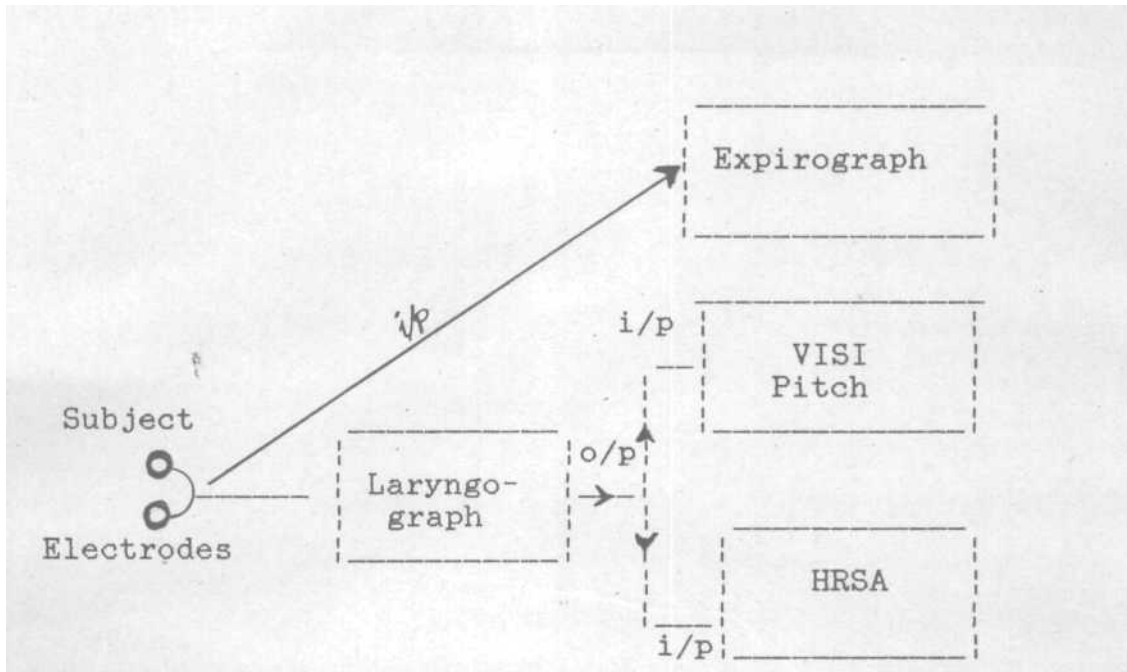 Expirograph
i/p
i/p
VISI
Pitch
Subject
o/p
Laryngo-
graph
Electrodes
HRSA
i/p